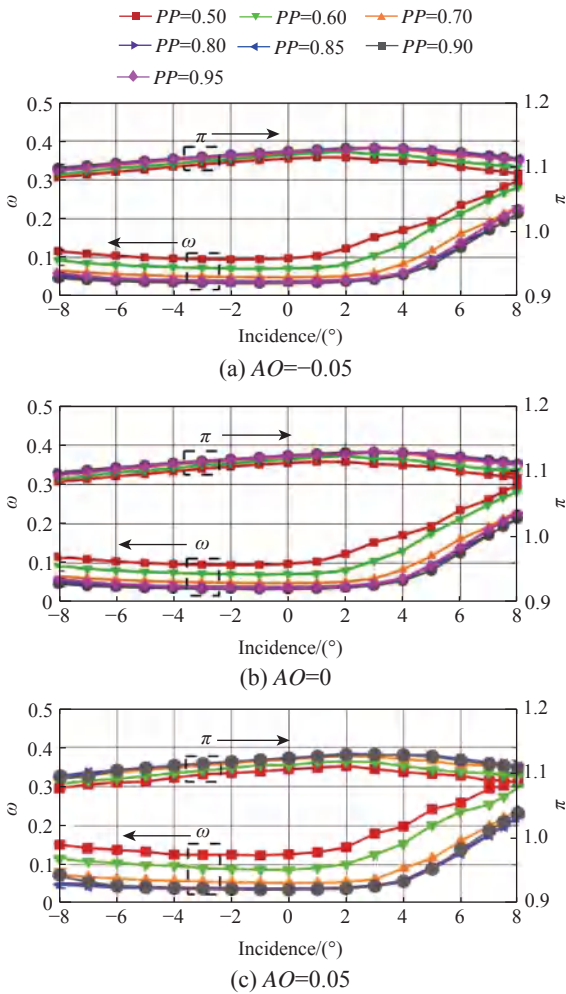 PP=0.50 PP=0.60 PP=0.70
PP=0.80 PP=0.85 PP=0.90
PP=0.95
0.5 1.2
0.4
π
0.3 1.1
ω π
0.2 1.0
ω
0.1
0 0.9
−8 −6 −4 −2 0 2 4 6 8
Incidence/(°)
(a) AO=−0.05
0.5 1.2
π
0.4
0.3 1.1
ω π
0.2 1.0
ω
0.1
0 0.9
−8 −6 −4 −2 0 2 4 6 8
Incidence/(°)
(b) AO=0
0.5 1.2
π
0.4
0.3 1.1
ω π
0.2 1.0
ω
0.1
0 0.9
−8 −6 −4 −2 0 2 4 6 8
Incidence/(°)
(c) AO=0.05